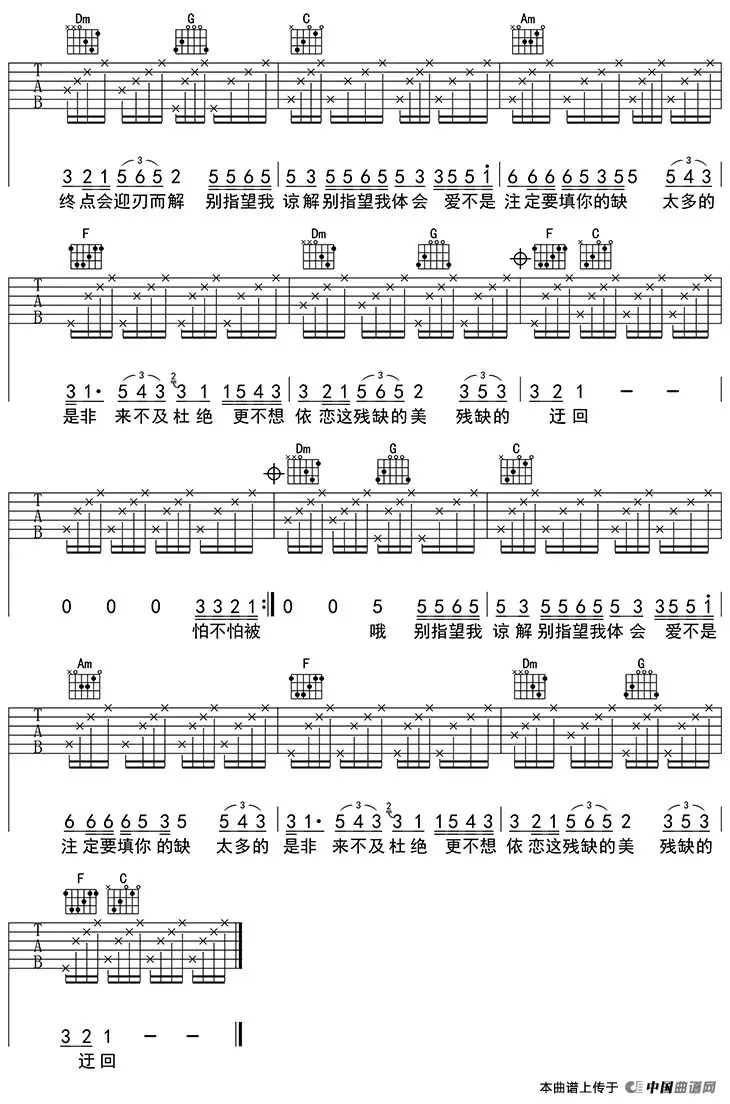 Dm G C Am
T A B
3 21 5 6 5 2 5 5 6 5 5 3 5 5 6 5 5 3 3 5 5 1 6 6 6 6 5 3 5 5 5 4 3
终点会迎刃而解 别指望我 谅解别指望我体会 爱不是 注定要填你的缺 太多的
F Dm G F C
T A B
3 1· 5 4 3 2 3 1 1 5 4 3 3 2 1 5 6 5 2 3 5 3 3 2 1 — —
是非 来不及杜绝 更不想 依恋这残缺的美 残缺的 迂回
Dm G C
T A B
0 0 0 3 3 2 1 :| 0 0 5 5 5 6 5 5 3 5 5 6 5 5 3 3 5 5 1
怕不怕被 哦 别指望我 谅解别指望我体会 爱不是
Am F Dm G
T A B
6 6 6 6 5 3 5 5 4 3 3 1· 5 4 3 2 3 1 1 5 4 3 3 2 1 5 6 5 2 3 5 3
注定要填你的缺 太多的 是非 来不及杜绝 更不想 依恋这残缺的美 残缺的
F C
T A B
3 2 1 — —
迂回
本曲谱上传于 中国曲谱网